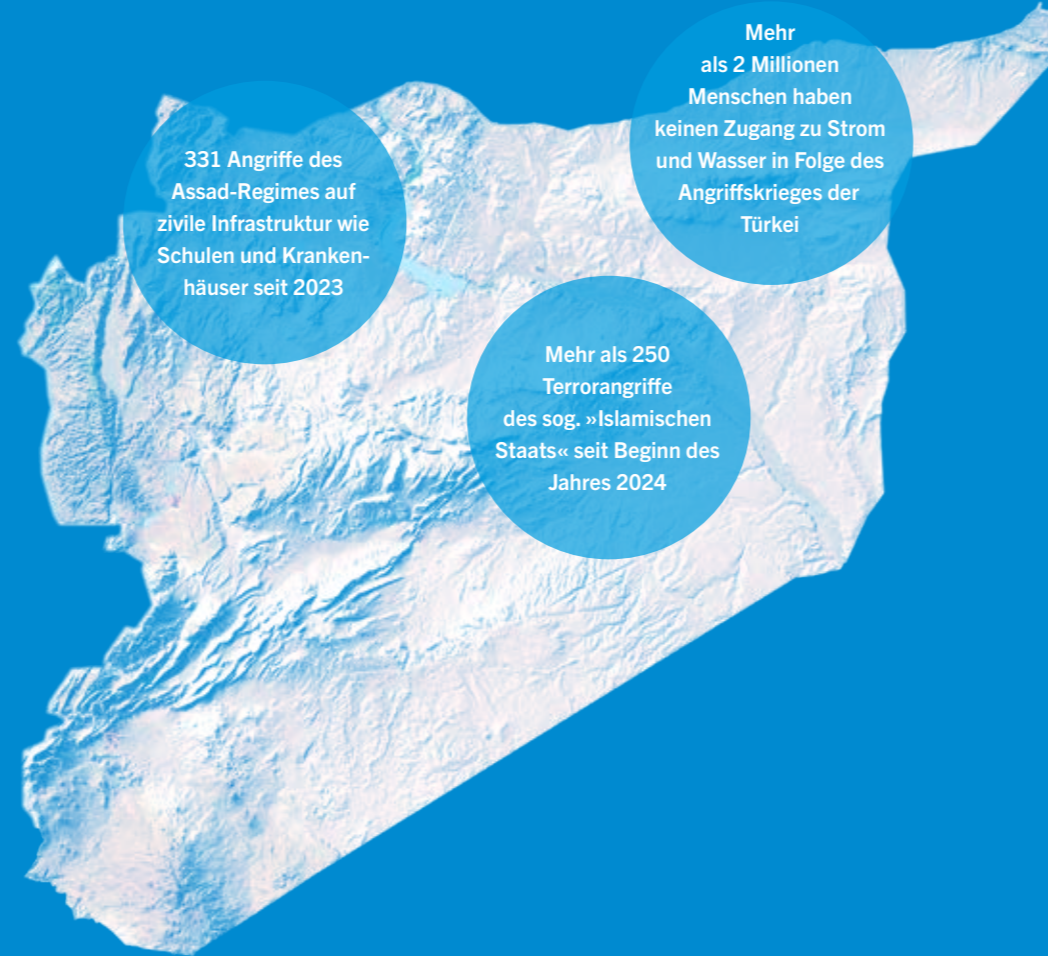 331 Angriffe des
Assad-Regimes auf
zivile Infrastruktur wie
Schulen und Kranken-
häuser seit 2023
Mehr
als 2 Millionen
Menschen haben
keinen Zugang zu Strom
und Wasser in Folge des
Angriffskrieges der
Türkei
Mehr als 250
Terrorangriffe
des sog. »Islamischen
Staats« seit Beginn des
Jahres 2024